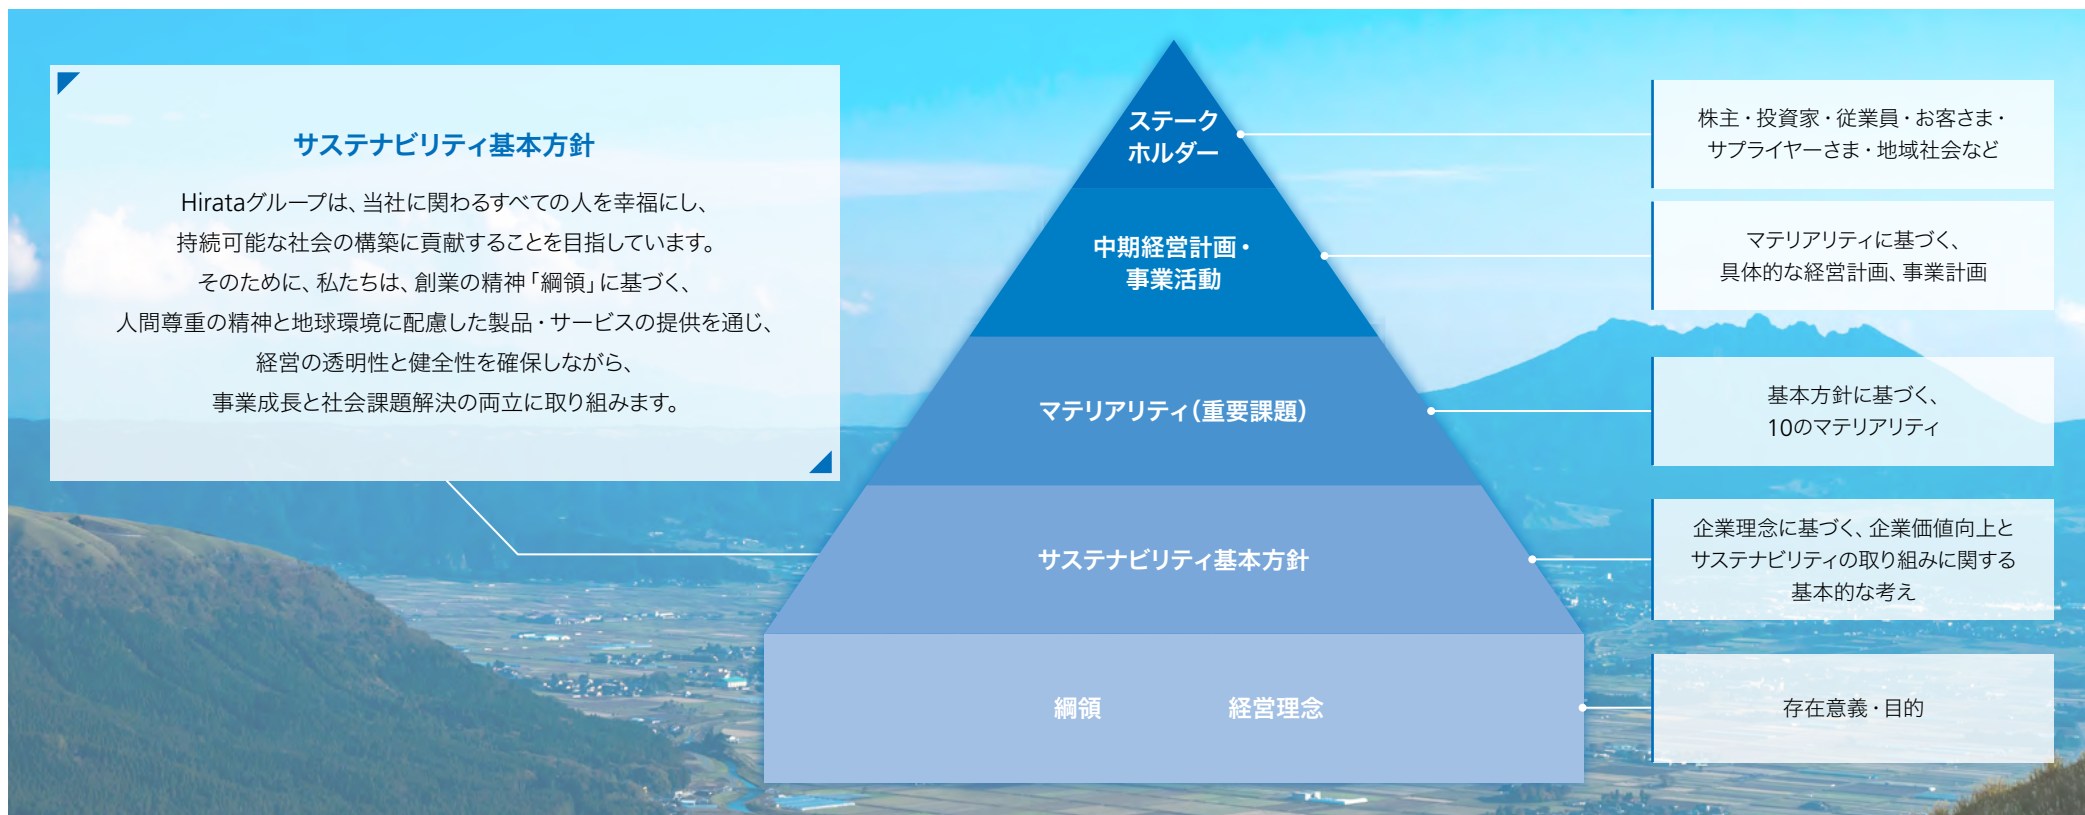 サステナビリティ基本方針
Hirataグループは、当社に関わるすべての人を幸福にし、
持続可能な社会の構築に貢献することを目指しています。
そのために、私たちは、創業の精神「綱領」に基づく、
人間尊重の精神と地球環境に配慮した製品・サービスの提供を通じ、
経営の透明性と健全性を確保しながら、
事業成長と社会課題解決の両立に取り組みます。
ステーク
ホルダー
株主・投資家・従業員・お客さま・
サプライヤーさま・地域社会など
中期経営計画・
事業活動
マテリアリティに基づく、
具体的な経営計画、事業計画
マテリアリティ(重要課題)
基本方針に基づく、
10のマテリアリティ
サステナビリティ基本方針
企業理念に基づく、企業価値向上と
サステナビリティの取り組みに関する
基本的な考え
綱領 経営理念
存在意義・目的